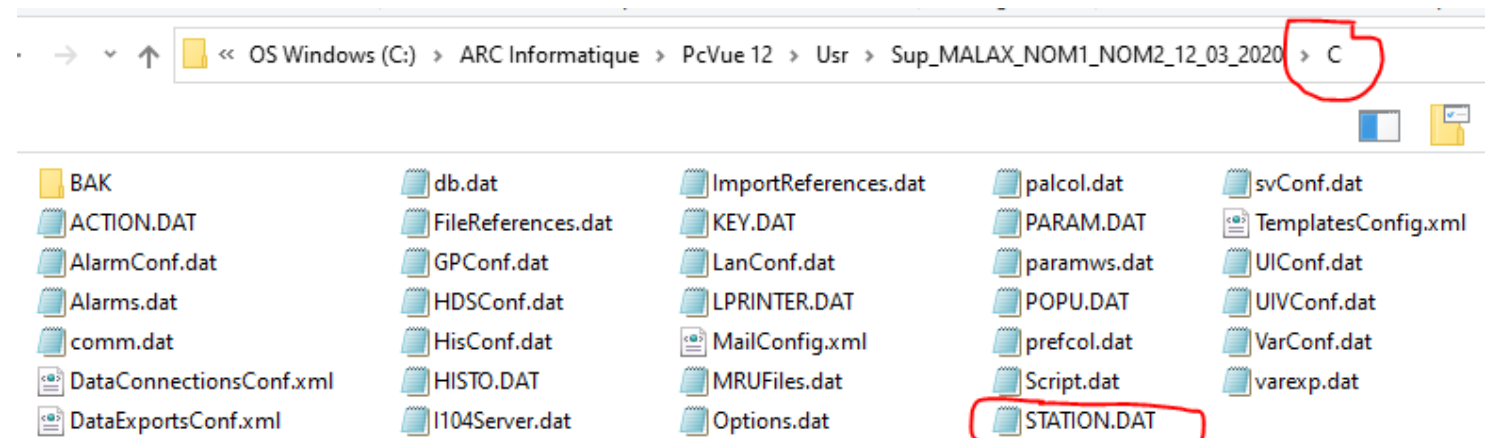 « OS Windows (C:) > ARC Informatique > PcVue 12 > Usr > Sup_MALAX_NOM1_NOM2_12_03_2020 > C
BAK db.dat ImportReferences.dat palcol.dat svConf.dat
ACTION.DAT FileReferences.dat KEY.DAT PARAM.DAT TemplatesConfig.xml
AlarmConf.dat GPConf.dat LanConf.dat paramws.dat UIConf.dat
Alarms.dat HDSConf.dat LPRINTER.DAT POPU.DAT UIVConf.dat
comm.dat HisConf.dat MailConfig.xml prefcol.dat VarConf.dat
DataConnectionsConf.xml HISTO.DAT MRUFiles.dat Script.dat varexp.dat
DataExportsConf.xml I104Server.dat Options.dat STATION.DAT